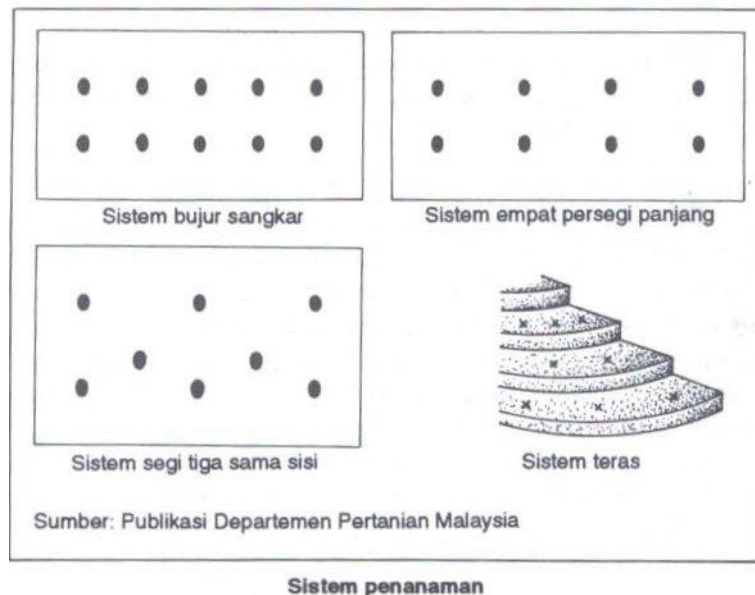 Sistem bujur sangkar
Sistem empat persegi panjang
Sistem segi tiga sama sisi
Sistem teras
Sumber: Publikasi Departemen Pertanian Malaysia
Sistem penanaman